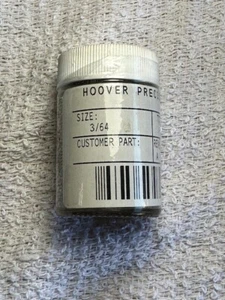 HOOVER PREC
SIZE:
3/64
CUSTOMER PART: